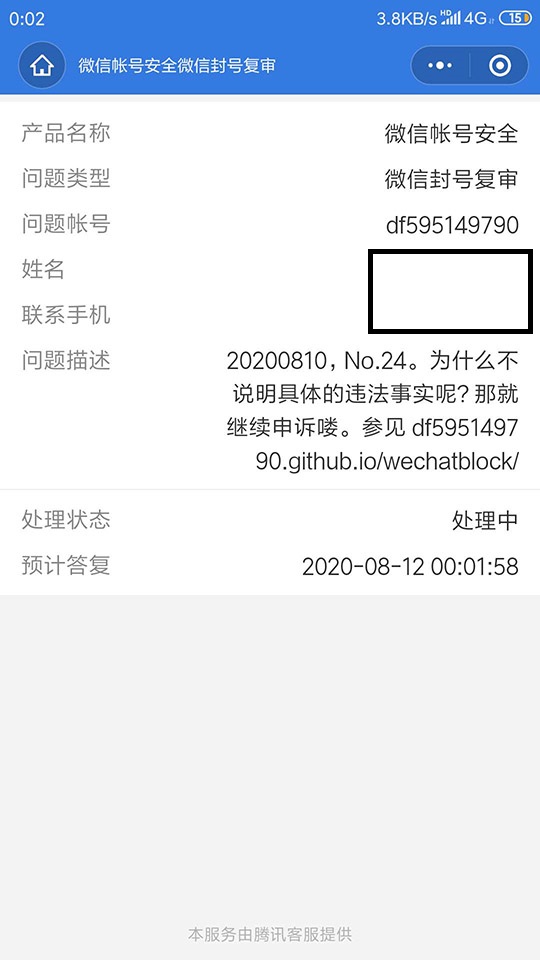 0:02 3.8KB/s HD 4G 15
微信帐号安全微信封号复审
产品名称 微信帐号安全
问题类型 微信封号复审
问题帐号 df595149790
姓名
联系手机
问题描述 20200810，No.24。为什么不
说明具体的违法事实呢？那就
继续申诉喽。参见 df5951497
90.github.io/wechatblock/
处理状态 处理中
预计答复 2020-08-12 00:01:58
本服务由腾讯客服提供